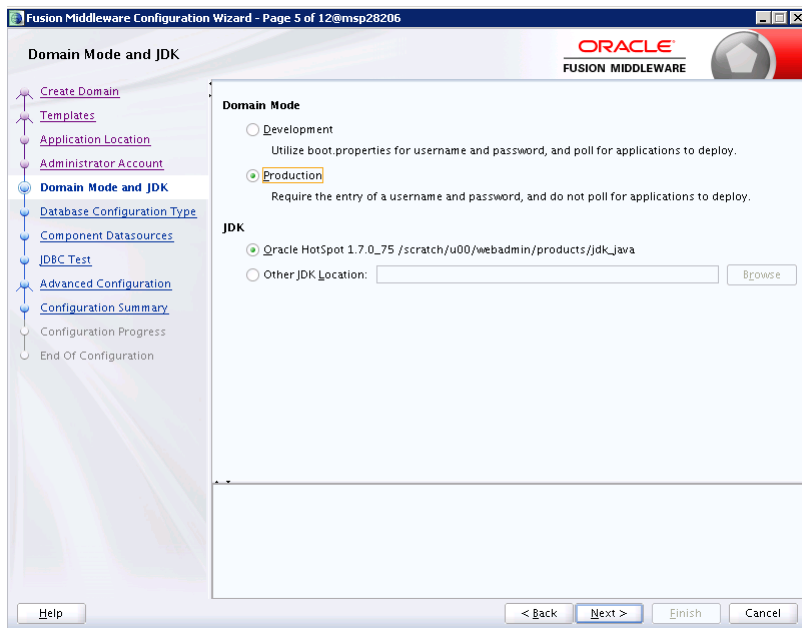 Fusion Middleware Configuration Wizard - Page 5 of 12@msp28206
Domain Mode and JDK
ORACLE
FUSION MIDDLEWARE
Create Domain
Templates
Application Location
Administrator Account
Domain Mode and JDK
Database Configuration Type
Component Datasources
JDBC Test
Advanced Configuration
Configuration Summary
Configuration Progress
End Of Configuration
Domain Mode
Development
Utilize boot.properties for username and password, and poll for applications to deploy.
Production
Require the entry of a username and password, and do not poll for applications to deploy.
JDK
Oracle HotSpot 1.7.0_75 /scratch/u00/webadmin/products/jdk_java
Other JDK Location:
Browse
Help
< Back
Next >
Finish
Cancel